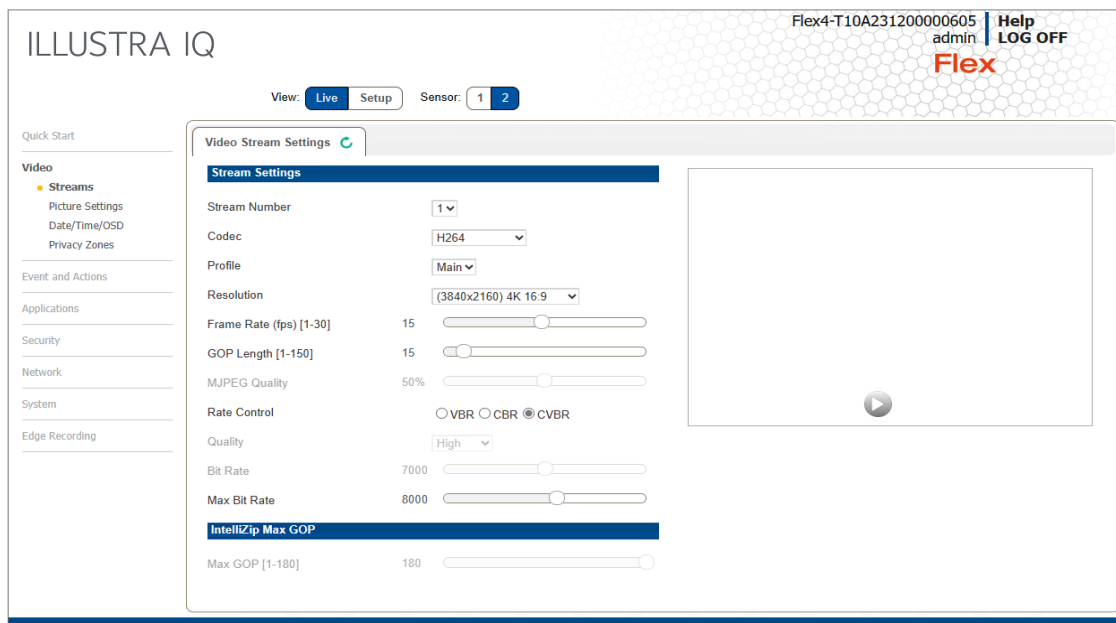 Flex4-T10A231200000605 Help
admin LOG OFF
ILLUSTRA IQ
Flex
View: Live Setup Sensor: 1 2
Quick Start
Video
Streams
Picture Settings
Date/Time/OSD
Privacy Zones
Event and Actions
Applications
Security
Network
System
Edge Recording
Video Stream Settings
Stream Settings
Stream Number 1
Codec H264
Profile Main
Resolution (3840x2160) 4K 16:9
Frame Rate (fps) [1-30] 15
GOP Length [1-150] 15
MJPEG Quality 50%
Rate Control VBR CBR CVBR
Quality High
Bit Rate 7000
Max Bit Rate 8000
IntelliZip Max GOP
Max GOP [1-180] 180